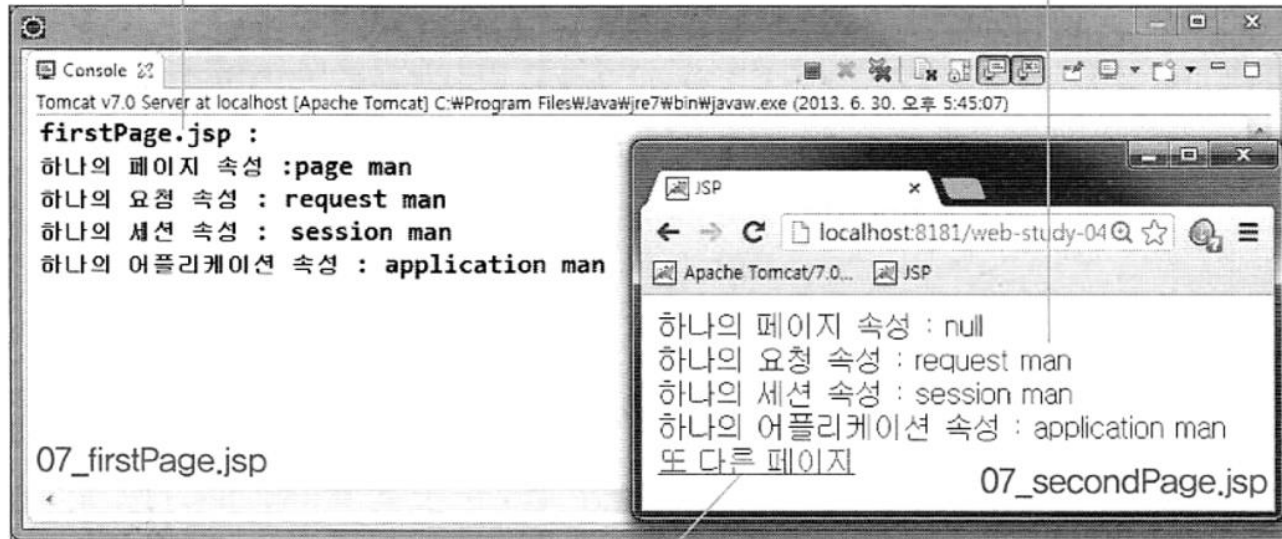 Console
Tomcat v7.0 Server at localhost [Apache Tomcat] C:₩Program Files₩Java₩jre7₩bin₩javaw.exe (2013. 6. 30. 오후 5:45:07)
firstPage.jsp :
하나의 페이지 속성 :page man
하나의 요청 속성 : request man
하나의 세션 속성 : session man
하나의 어플리케이션 속성 : application man
07_firstPage.jsp
JSP
localhost:8181/web-study-04
Apache Tomcat/7.0... JSP
하나의 페이지 속성 : null
하나의 요청 속성 : request man
하나의 세션 속성 : session man
하나의 어플리케이션 속성 : application man
또 다른 페이지
07_secondPage.jsp